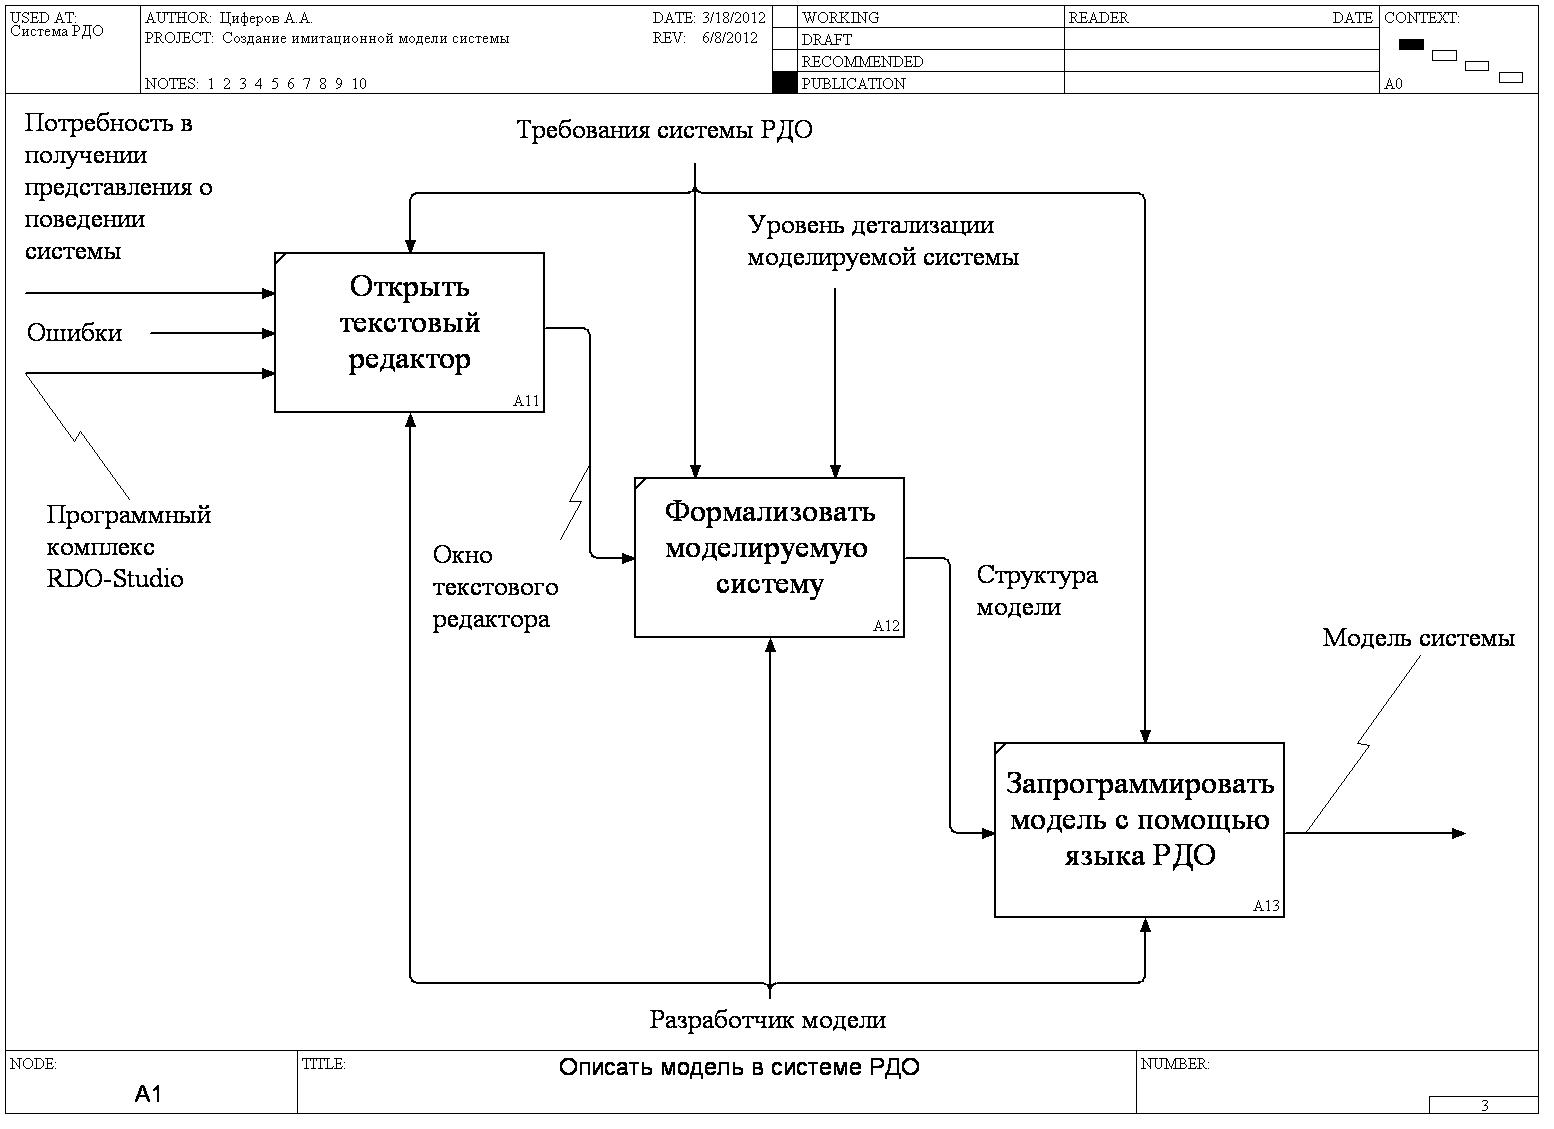 USED AT:
Система РДО
AUTHOR: Циферов А.А.
DATE: 3/18/2012
PROJECT: Создание имитационной модели системы
REV: 6/8/2012
NOTES: 1 2 3 4 5 6 7 8 9 10
WORKING
DRAFT
RECOMMENDED
PUBLICATION
READER
DATE
CONTEXT:
A0
Потребность в
получении
представления о
поведении
системы
Требования системы РДО
Уровень детализации
моделируемой системы
Открыть
текстовый
редактор
A11
Ошибки
Программный
комплекс
RDO-Studio
Окно
текстового
редактора
Формализовать
моделируемую
систему
A12
Структура
модели
Модель системы
Запрограммировать
модель с помощью
языка РДО
A13
Разработчик модели
NODE:
A1
TITLE:
Описать модель в системе РДО
NUMBER:
3